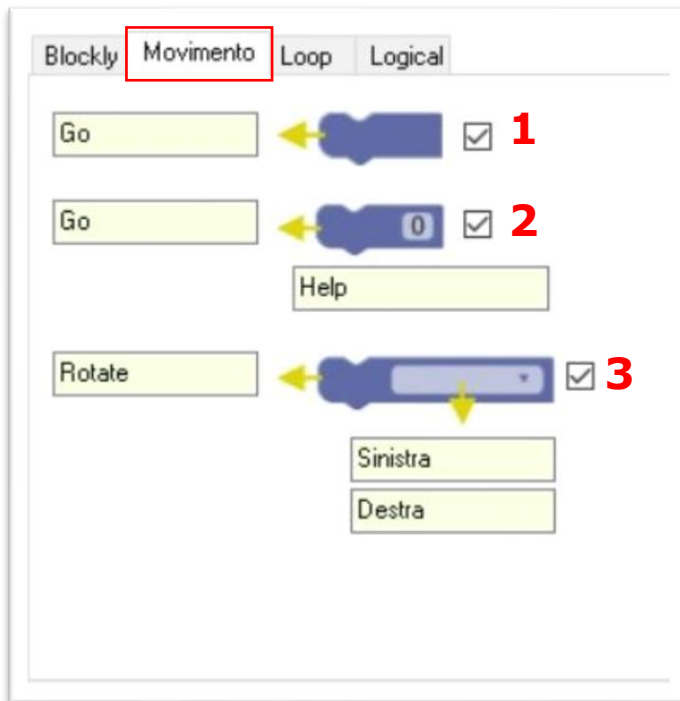 Blockly Movimento Loop Logical
Go 1
Go 0 2
Help
Rotate 3
Sinistra
Destra